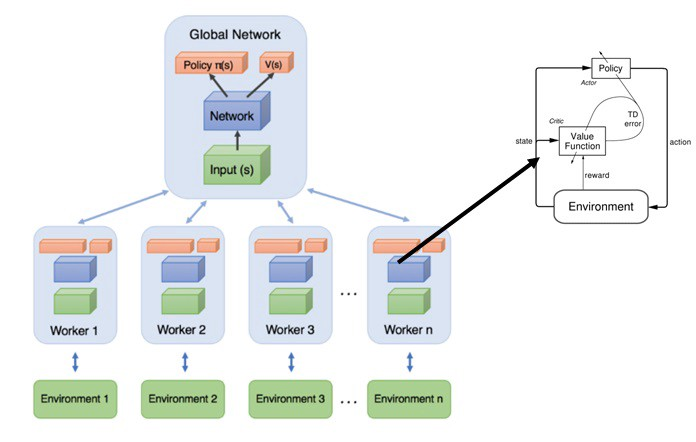 Global Network
Policy π(s)
V(s)
Network
Input (s)
Worker 1
Worker 2
Worker 3
...
Worker n
Environment 1
Environment 2
Environment 3
...
Environment n
Policy
Actor
TD
error
Critic
Value
Function
state
action
reward
Environment